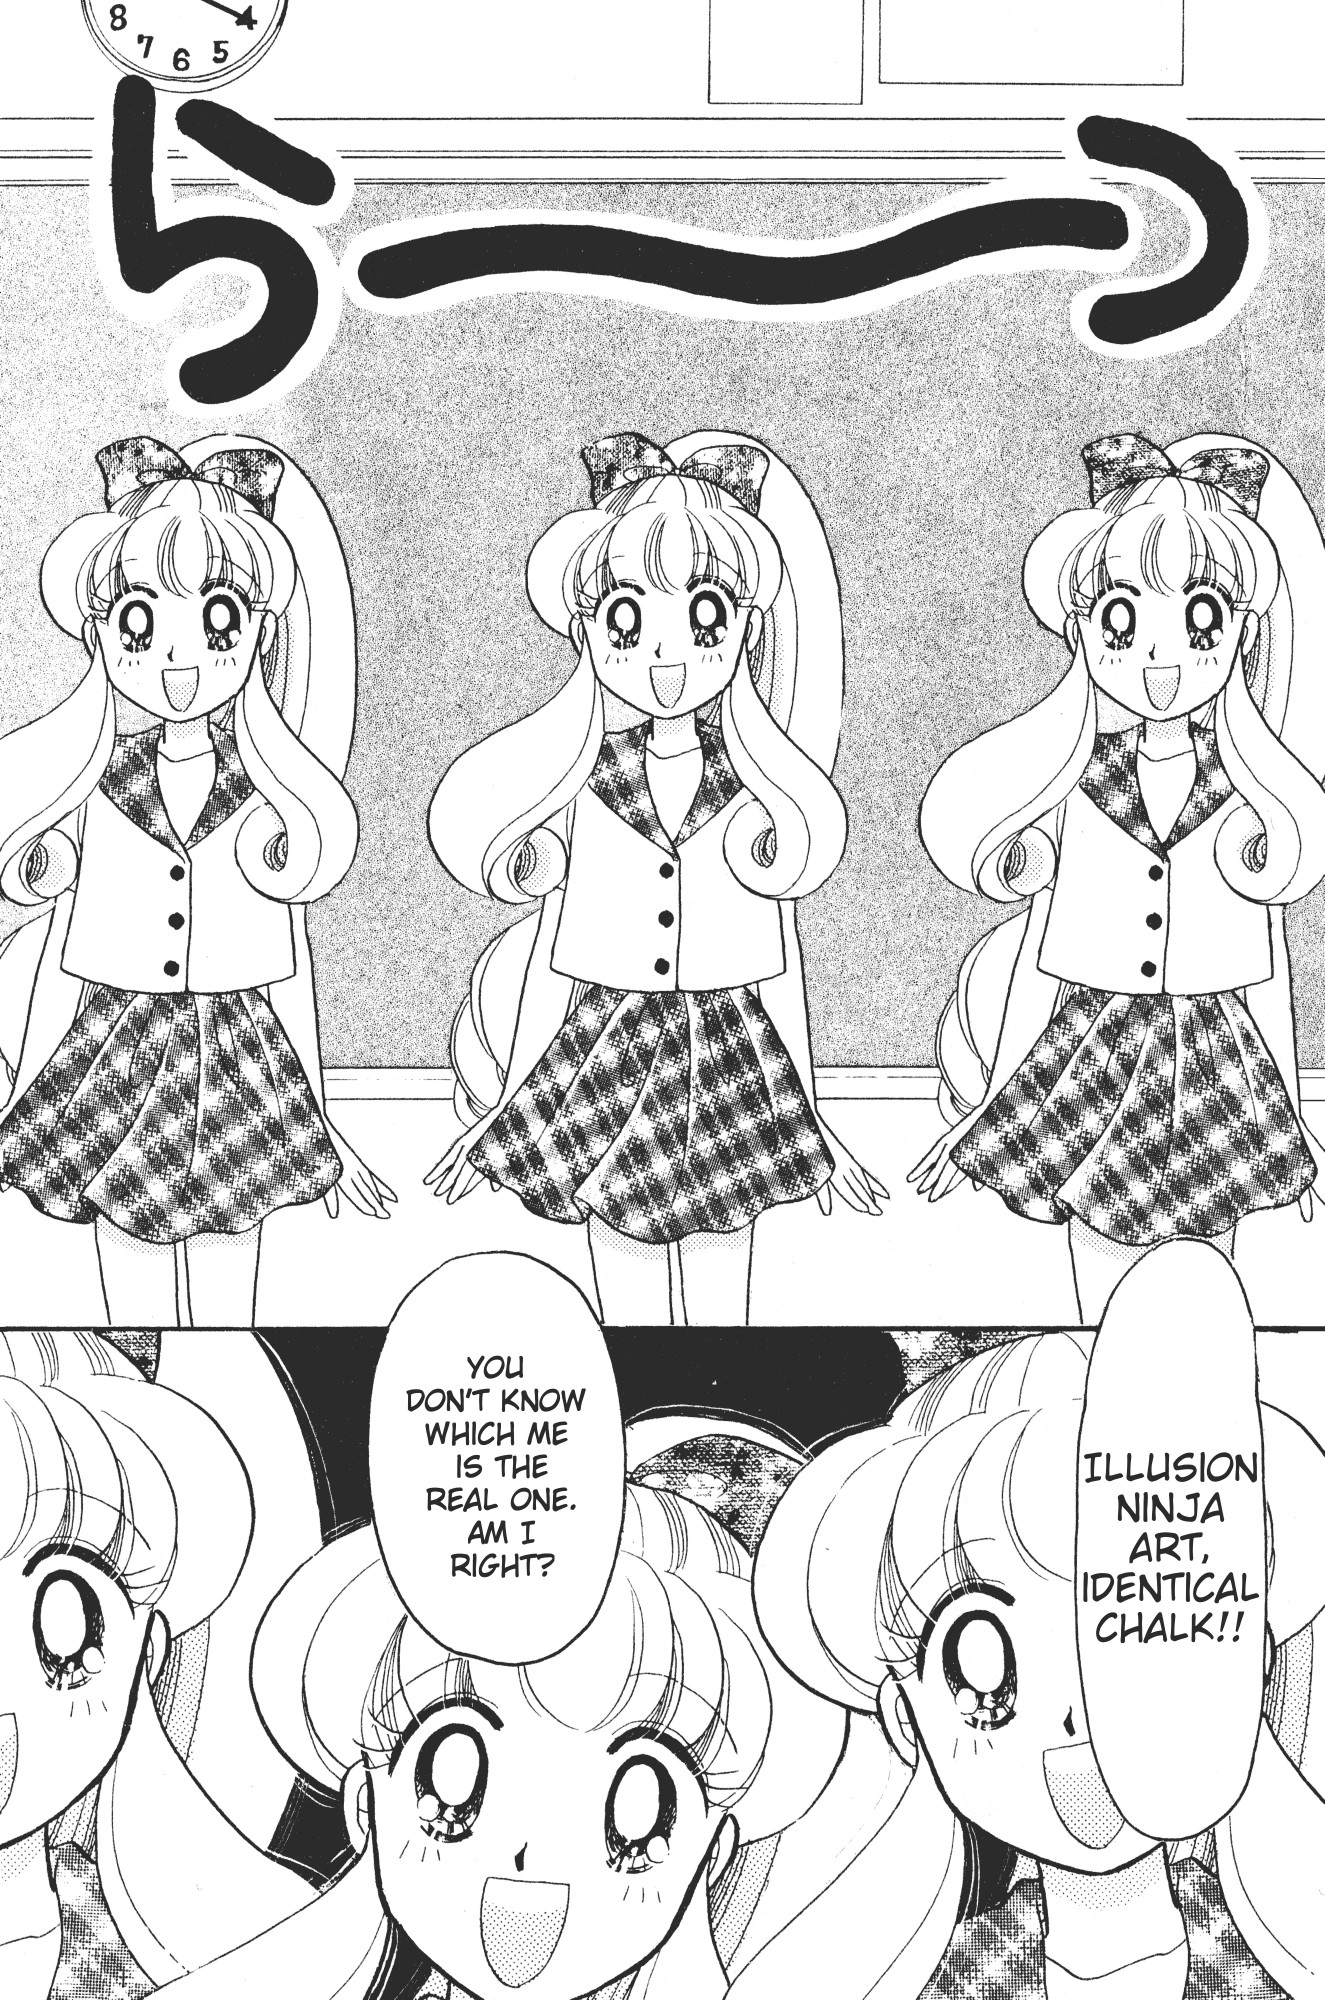 8 7 6 5 4
らーっ
ILLUSION
NINJA
ART,
IDENTICAL
CHALK!!
YOU
DON'T KNOW
WHICH ME
IS THE
REAL ONE.
AM I
RIGHT?